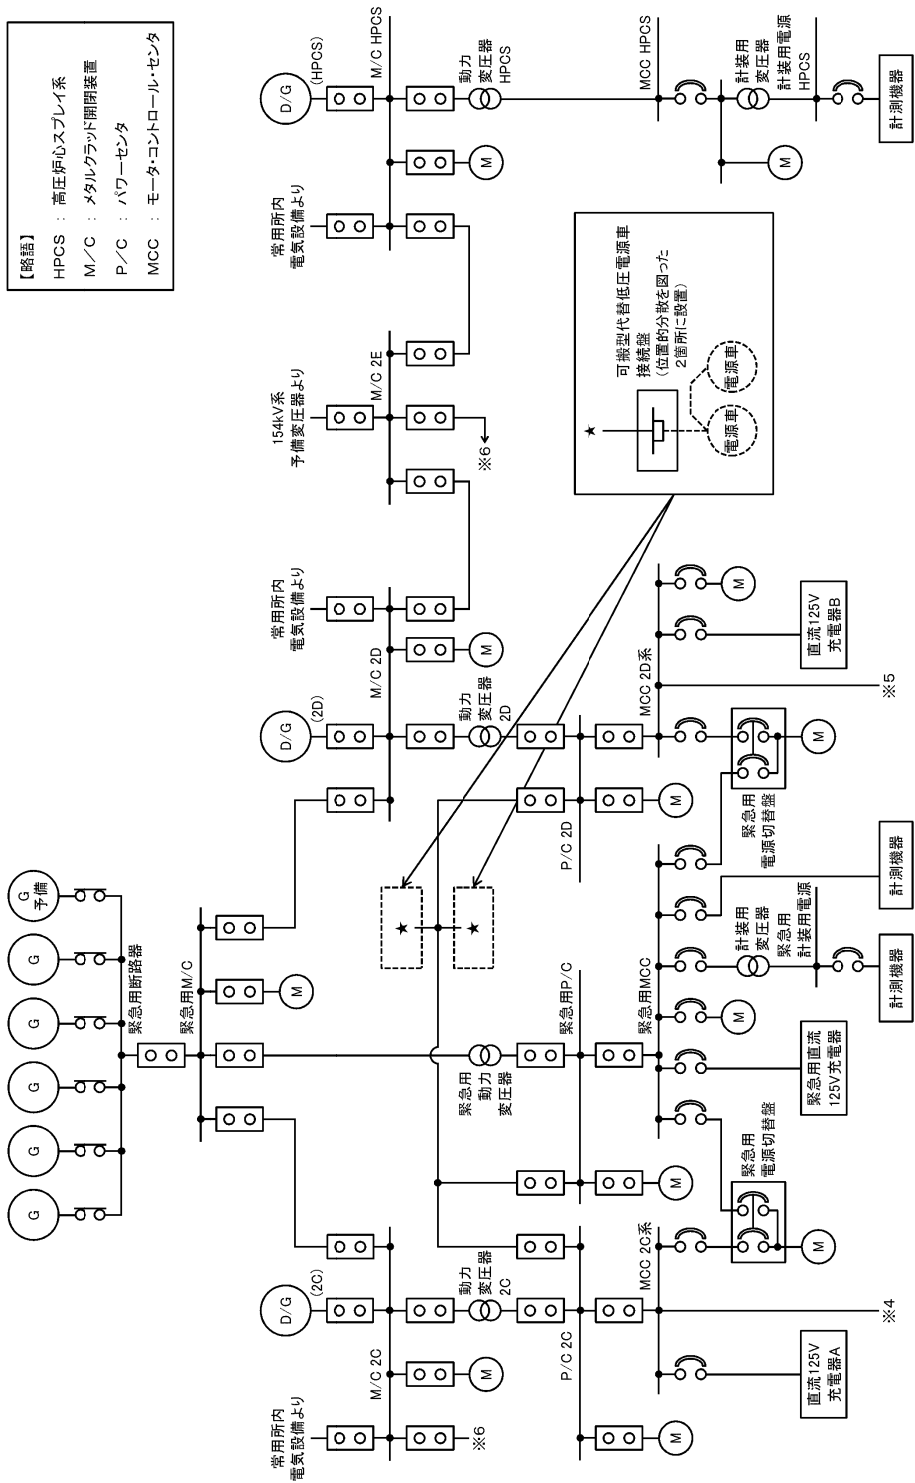 【略語】
HPCS : 高圧炉心スプレイ系
M/C : メタルクラッド開閉装置
P/C : パワーセンタ
MCC : モータ・コントロール・センタ
G
G
G
G
G
G
予備
緊急用断路器
緊急用M/C
M
D/G
(2C)
D/G
(2D)
D/G
(HPCS)
常用所内
電気設備より
常用所内
電気設備より
154kV系
予備変圧器より
常用所内
電気設備より
M/C 2C
M/C 2D
M/C 2E
M/C HPCS
※6
M
動力
変圧器
2C
緊急用
動力
変圧器
動力
変圧器
2D
M
※6
M
動力
変圧器
HPCS
★
★
P/C 2C
緊急用P/C
P/C 2D
M
M
M
★
可搬型代替低圧電源車
接続盤
(位置的分散を図った
2箇所に設置)
電源車
電源車
MCC 2C系
緊急用MCC
MCC 2D系
MCC HPCS
緊急用
電源切替盤
M
M
計装用
変圧器
緊急用
計装用電源
緊急用
電源切替盤
M
M
M
計装用
変圧器
計装用電源
HPCS
直流125V
充電器A
※4
緊急用直流
125V充電器
計測機器
計測機器
※5
直流125V
充電器B
計測機器